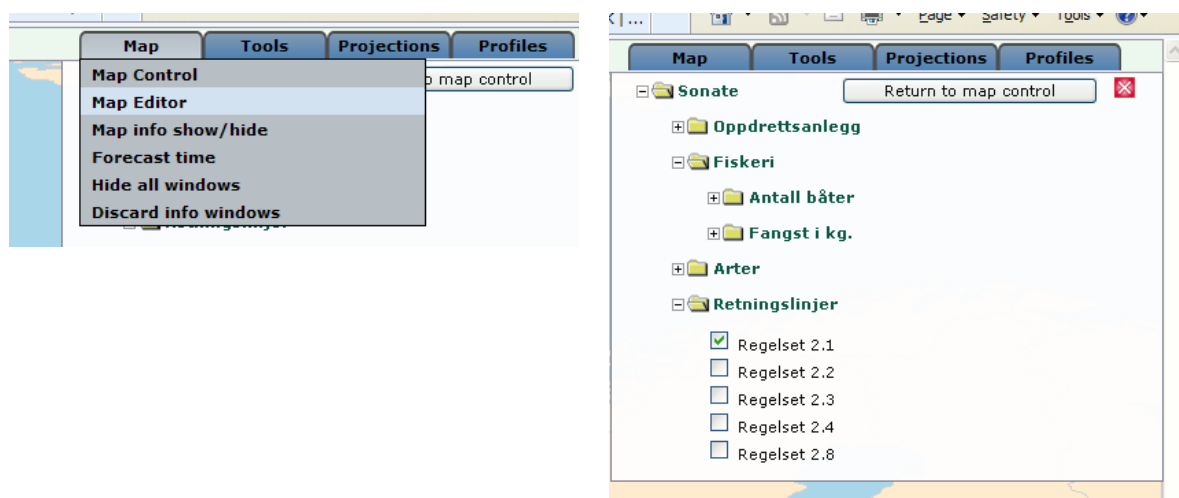 Map Tools Projections Profiles
Map Control
o map control
Map Editor
Map info show/hide
Forecast time
Hide all windows
Discard info windows
Page Safety Tools
Map Tools Projections Profiles
Sonate Return to map control
Oppdrettsanlegg
Fiskeri
Antall båter
Fangst i kg.
Arter
Retningslinjer
Regelset 2.1
Regelset 2.2
Regelset 2.3
Regelset 2.4
Regelset 2.8